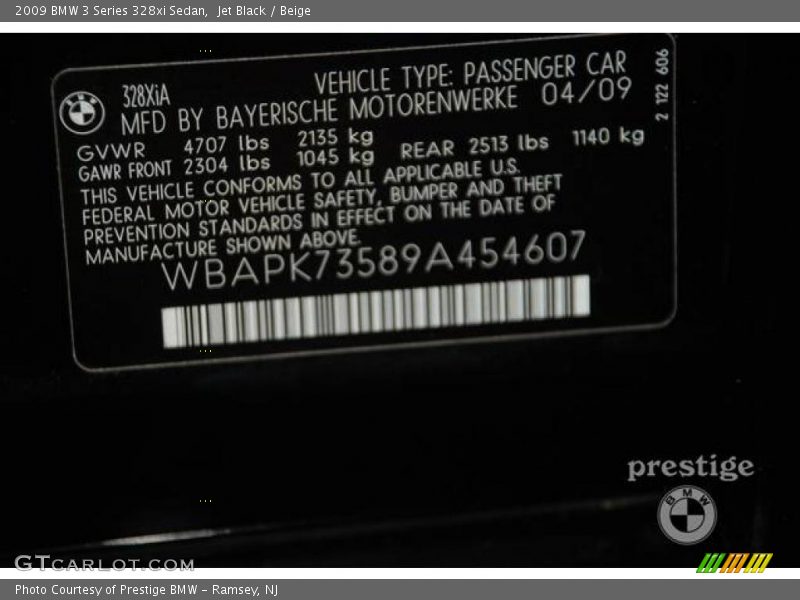 2009 BMW 3 Series 328xi Sedan, Jet Black / Beige
328XiA VEHICLE TYPE: PASSENGER CAR
MFD BY BAYERISCHE MOTORENWERKE 04/09
2 122 606
GVWR 4707 lbs 2135 kg
GAWR FRONT 2304 lbs 1045 kg REAR 2513 lbs 1140 kg
THIS VEHICLE CONFORMS TO ALL APPLICABLE U.S.
FEDERAL MOTOR VEHICLE SAFETY, BUMPER AND THEFT
PREVENTION STANDARDS IN EFFECT ON THE DATE OF
MANUFACTURE SHOWN ABOVE.
WBAPK73589A454607
prestige
BMW
GTCARLOT.COM
Photo Courtesy of Prestige BMW - Ramsey, NJ